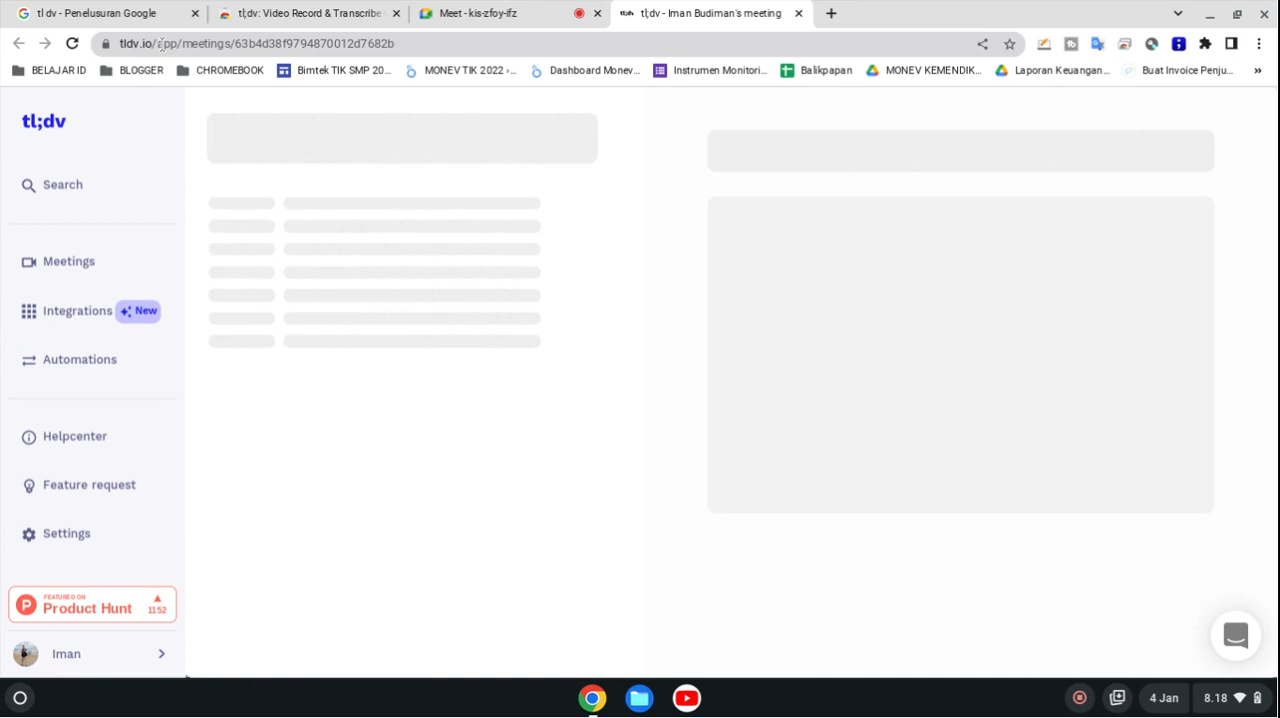 tl dv - Penelusuran Google
tl;dv: Video Record & Transcribe
Meet - kis-zfoy-ifz
tl;dv - Iman Budiman's meeting
tldv.io/app/meetings/63b4d38f9794870012d7682b
BELAJAR ID
BLOGGER
CHROMEBOOK
Bimtek TIK SMP 20...
MONEV TIK 2022 ›...
Dashboard Monev...
Instrumen Monitori...
Balikpapan
MONEV KEMENDIK...
Laporan Keuangan...
Buat Invoice Penju...
»
tl;dv
Search
Meetings
Integrations New
Automations
Helpcenter
Feature request
Settings
FEATURED ON
Product Hunt
1152
Iman
4 Jan
8.18